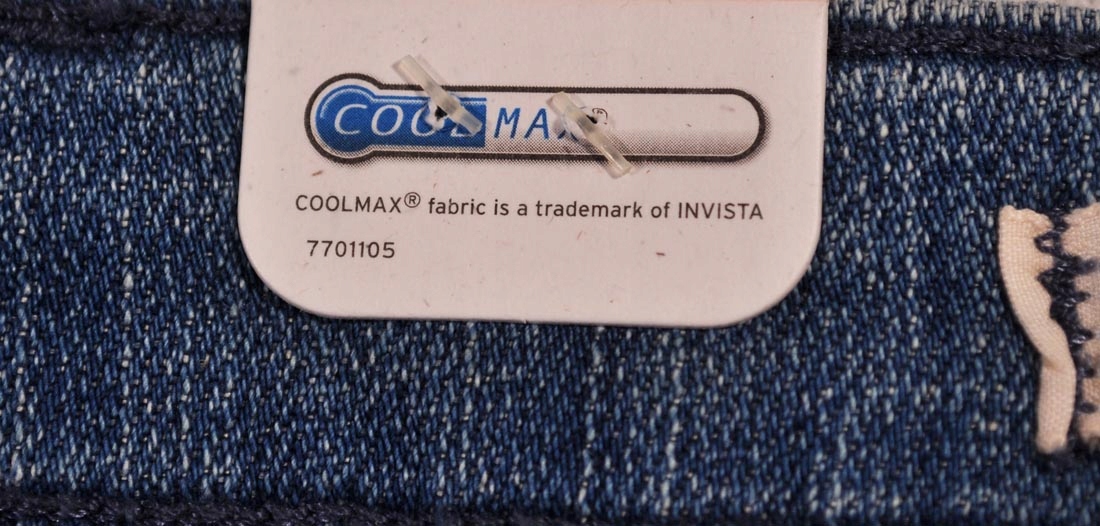 COOLMAX®
COOLMAX® fabric is a trademark of INVISTA
7701105